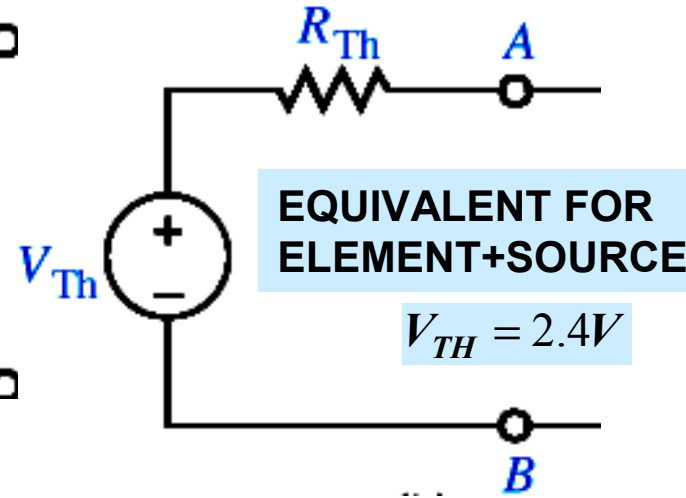 R_Th A
EQUIVALENT FOR
ELEMENT+SOURCE
V_Th + −
V_TH = 2.4V
B